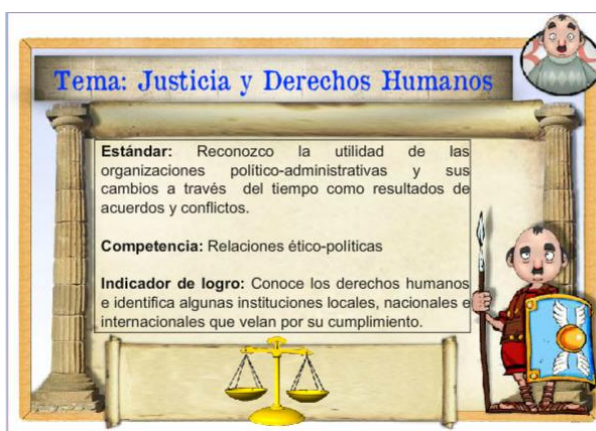 Tema: Justicia y Derechos Humanos
Estándar: Reconozco la utilidad de las
organizaciones político-administrativas y sus
cambios a través del tiempo como resultados de
acuerdos y conflictos.
Competencia: Relaciones ético-políticas
Indicador de logro: Conoce los derechos humanos
e identifica algunas instituciones locales, nacionales e
internacionales que velan por su cumplimiento.